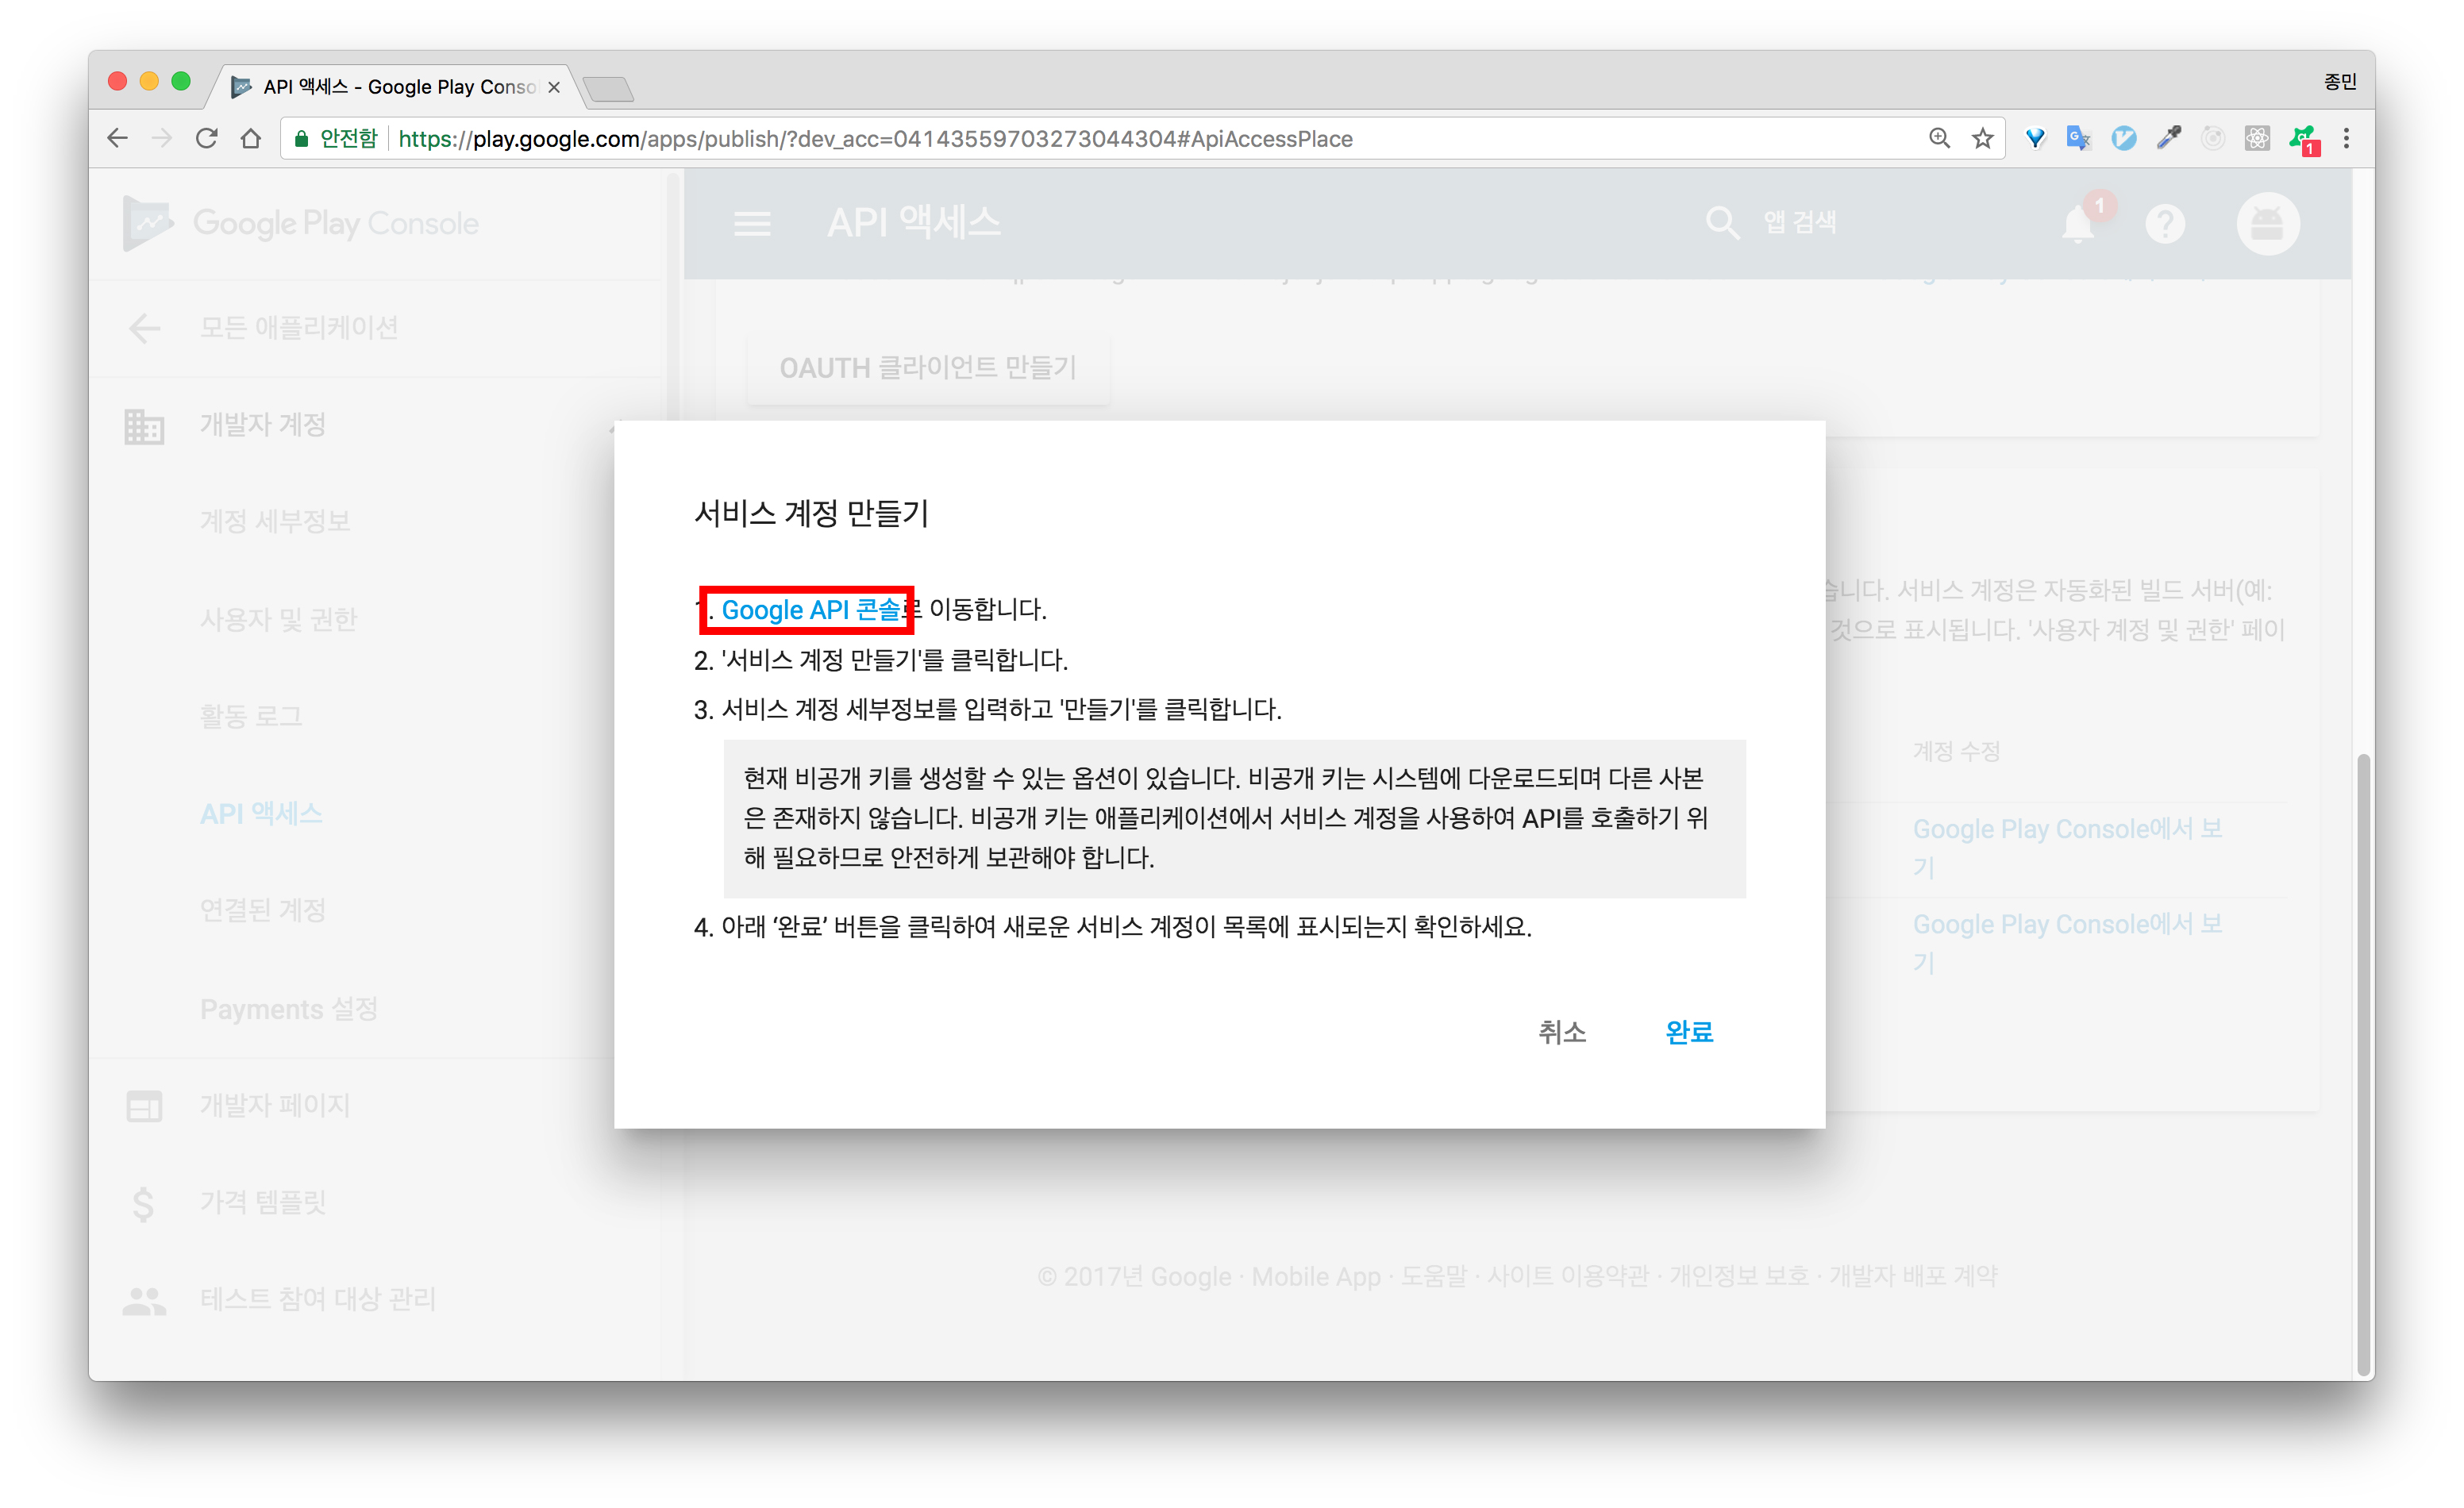 API 액세스 - Google Play Conso
종민
안전함 https://play.google.com/apps/publish/?dev_acc=04143559703273044304#ApiAccessPlace
1
Google Play Console
API 액세스
앱 검색
1
모든 애플리케이션
OAUTH 클라이언트 만들기
개발자 계정
계정 세부정보
사용자 및 권한
활동 로그
API 액세스
연결된 계정
Payments 설정
개발자 페이지
가격 템플릿
테스트 참여 대상 관리
서비스 계정 만들기
1. Google API 콘솔로 이동합니다.
2. '서비스 계정 만들기'를 클릭합니다.
3. 서비스 계정 세부정보를 입력하고 '만들기'를 클릭합니다.
현재 비공개 키를 생성할 수 있는 옵션이 있습니다. 비공개 키는 시스템에 다운로드되며 다른 사본
은 존재하지 않습니다. 비공개 키는 애플리케이션에서 서비스 계정을 사용하여 API를 호출하기 위
해 필요하므로 안전하게 보관해야 합니다.
4. 아래 ‘완료’ 버튼을 클릭하여 새로운 서비스 계정이 목록에 표시되는지 확인하세요.
취소
완료
습니다. 서비스 계정은 자동화된 빌드 서버(예:
것으로 표시됩니다. '사용자 계정 및 권한' 페이
계정 수정
Google Play Console에서 보
기
Google Play Console에서 보
기
© 2017년 Google · Mobile App · 도움말 · 사이트 이용약관 · 개인정보 보호 · 개발자 배포 계약